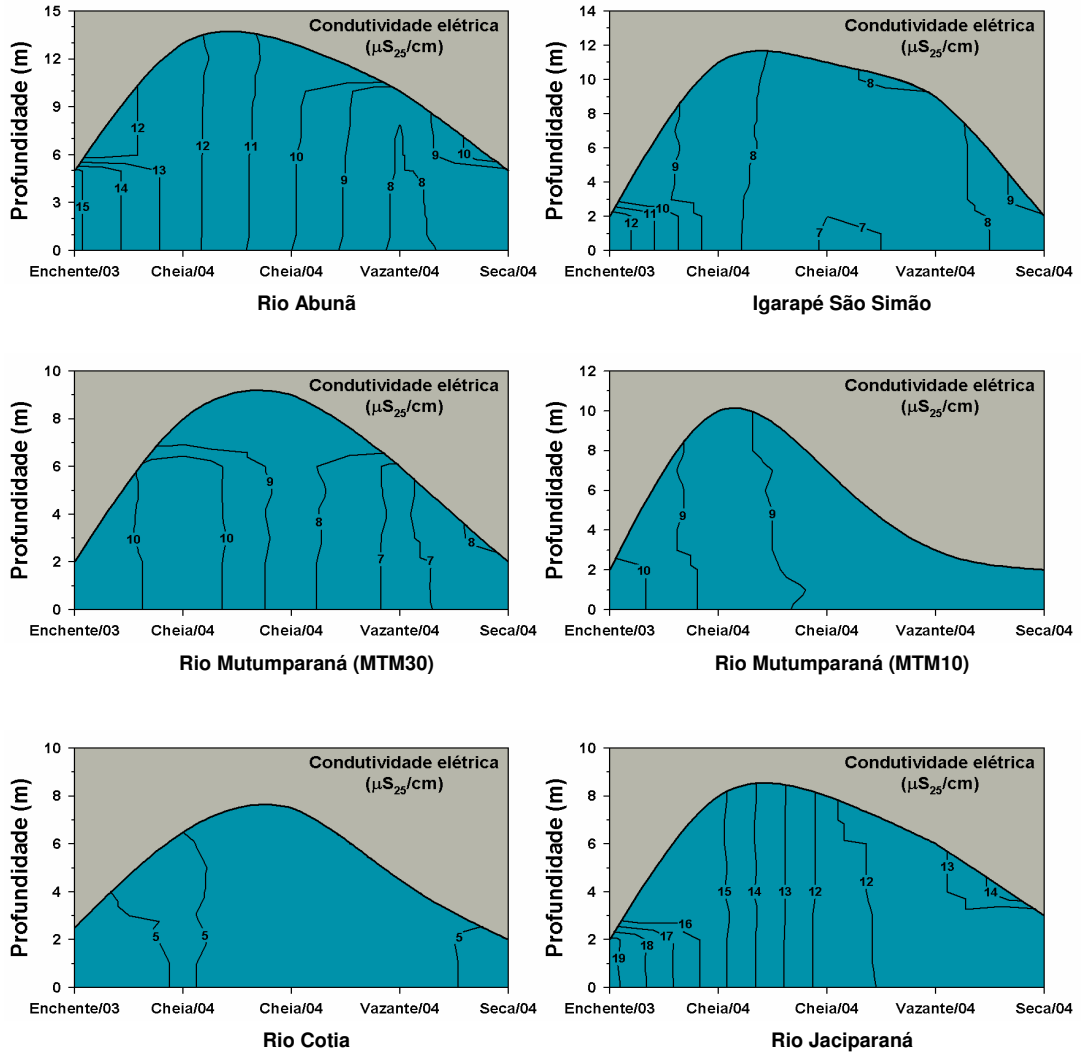 Condutividade elétrica
(µS25/cm)
Profundidade (m)
15
12
9
6
3
0
12
15
14
13
12
11
10
9
8
8
9
10
Enchente/03 Cheia/04 Cheia/04 Vazante/04 Seca/04
Rio Abunã
Condutividade elétrica
(µS25/cm)
Profundidade (m)
14
12
10
8
6
4
2
0
8
9
8
10
11
12
7
7
8
9
Enchente/03 Cheia/04 Cheia/04 Vazante/04 Seca/04
Igarapé São Simão
Condutividade elétrica
(µS25/cm)
Profundidade (m)
10
8
6
4
2
0
10
10
9
8
7
7
8
Enchente/03 Cheia/04 Cheia/04 Vazante/04 Seca/04
Rio Mutumparaná (MTM30)
Condutividade elétrica
(µS25/cm)
Profundidade (m)
12
10
8
6
4
2
0
10
9
9
Enchente/03 Cheia/04 Cheia/04 Vazante/04 Seca/04
Rio Mutumparaná (MTM10)
Condutividade elétrica
(µS25/cm)
Profundidade (m)
10
8
6
4
2
0
5
5
5
Enchente/03 Cheia/04 Cheia/04 Vazante/04 Seca/04
Rio Cotia
Condutividade elétrica
(µS25/cm)
Profundidade (m)
10
8
6
4
2
0
19
18
17
16
15
14
13
12
12
13
14
Enchente/03 Cheia/04 Cheia/04 Vazante/04 Seca/04
Rio Jaciparaná